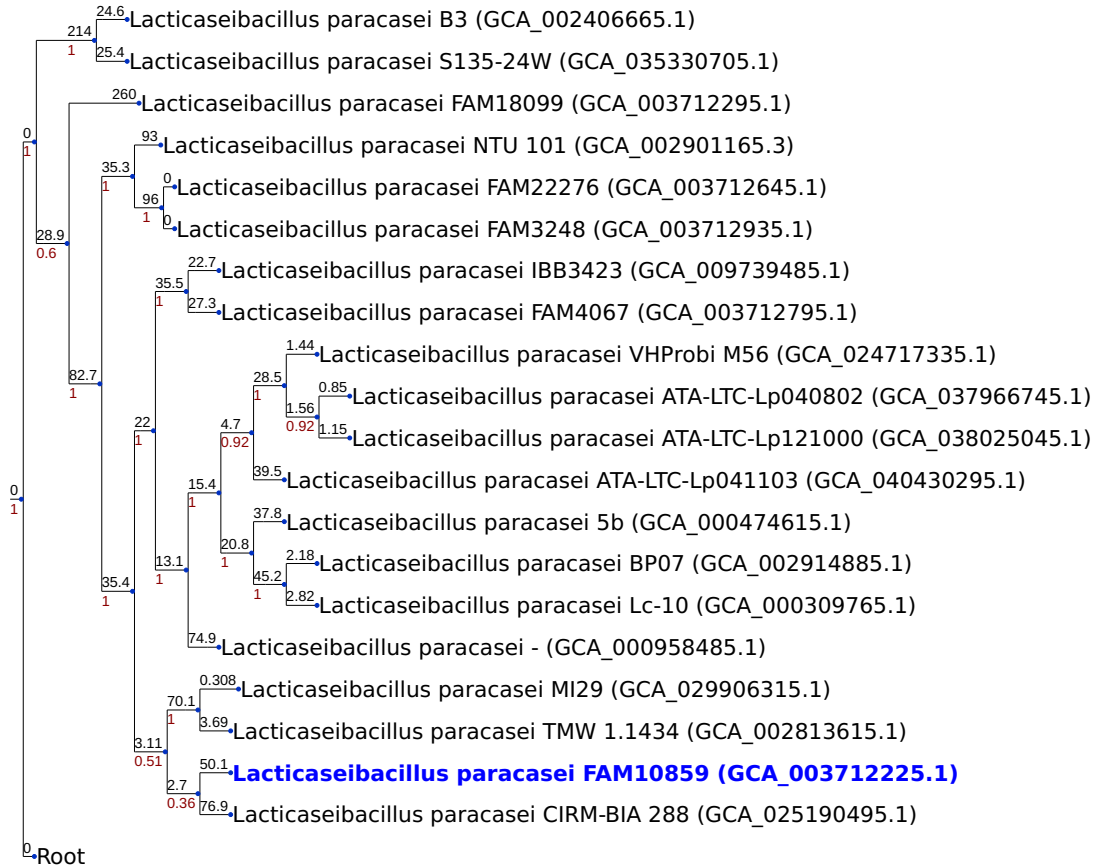 24.6 Lacticaseibacillus paracasei B3 (GCA_002406665.1)
214
1
25.4 Lacticaseibacillus paracasei S135-24W (GCA_035330705.1)
260 Lacticaseibacillus paracasei FAM18099 (GCA_003712295.1)
0
1
93 Lacticaseibacillus paracasei NTU 101 (GCA_002901165.3)
35.3
1
0 Lacticaseibacillus paracasei FAM22276 (GCA_003712645.1)
96
1
0 Lacticaseibacillus paracasei FAM3248 (GCA_003712935.1)
28.9
0.6
22.7 Lacticaseibacillus paracasei IBB3423 (GCA_009739485.1)
35.5
1
27.3 Lacticaseibacillus paracasei FAM4067 (GCA_003712795.1)
1.44 Lacticaseibacillus paracasei VHProbi M56 (GCA_024717335.1)
82.7
1
28.5
1
0.85 Lacticaseibacillus paracasei ATA-LTC-Lp040802 (GCA_037966745.1)
1.56
0.92
22
1
4.7
0.92
1.15 Lacticaseibacillus paracasei ATA-LTC-Lp121000 (GCA_038025045.1)
39.5 Lacticaseibacillus paracasei ATA-LTC-Lp041103 (GCA_040430295.1)
0
1
15.4
1
37.8 Lacticaseibacillus paracasei 5b (GCA_000474615.1)
20.8
1
2.18 Lacticaseibacillus paracasei BP07 (GCA_002914885.1)
13.1
1
45.2
1
35.4
1
2.82 Lacticaseibacillus paracasei Lc-10 (GCA_000309765.1)
74.9 Lacticaseibacillus paracasei - (GCA_000958485.1)
0.308 Lacticaseibacillus paracasei MI29 (GCA_029906315.1)
70.1
1
3.69 Lacticaseibacillus paracasei TMW 1.1434 (GCA_002813615.1)
3.11
0.51
50.1 Lacticaseibacillus paracasei FAM10859 (GCA_003712225.1)
2.7
0.36
76.9 Lacticaseibacillus paracasei CIRM-BIA 288 (GCA_025190495.1)
0 Root